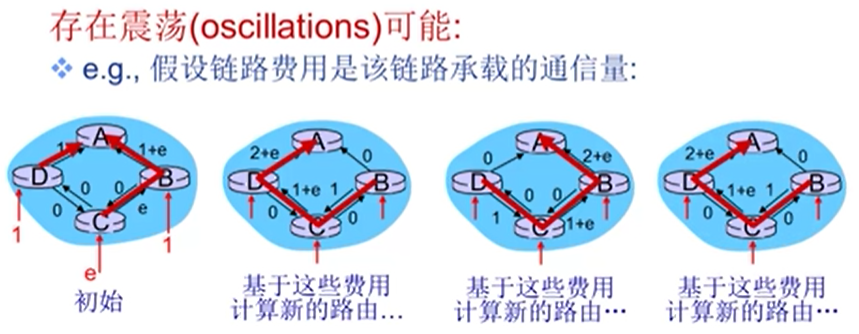 存在震荡(oscillations)可能:
e.g., 假设链路费用是该链路承载的通信量:
A
1
1+e
D
0
0
B
0
C
e
1
1
e
初始
A
2+e
0
D
1+e
1
B
0
C
0
基于这些费用
计算新的路由...
A
0
2+e
D
0
0
B
1
C
1+e
基于这些费用
计算新的路由…
A
2+e
0
D
1+e
1
B
0
C
0
基于这些费用
计算新的路由…